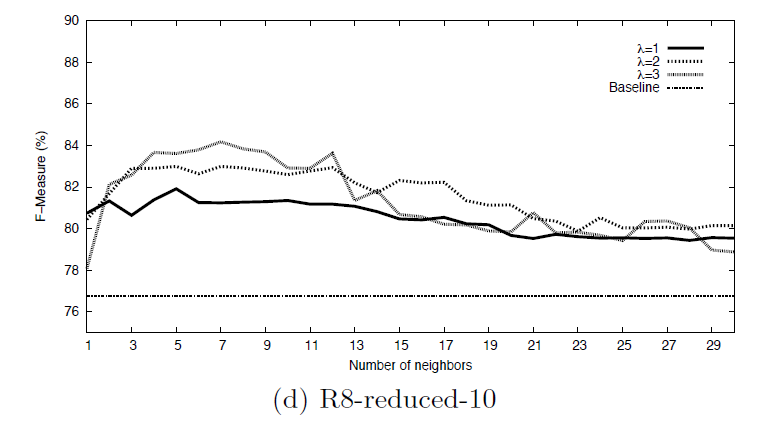 90
88
86
84
82
80
78
76
F-Measure (%)
λ=1
λ=2
λ=3
Baseline
1 3 5 7 9 11 13 15 17 19 21 23 25 27 29
Number of neighbors
(d) R8-reduced-10